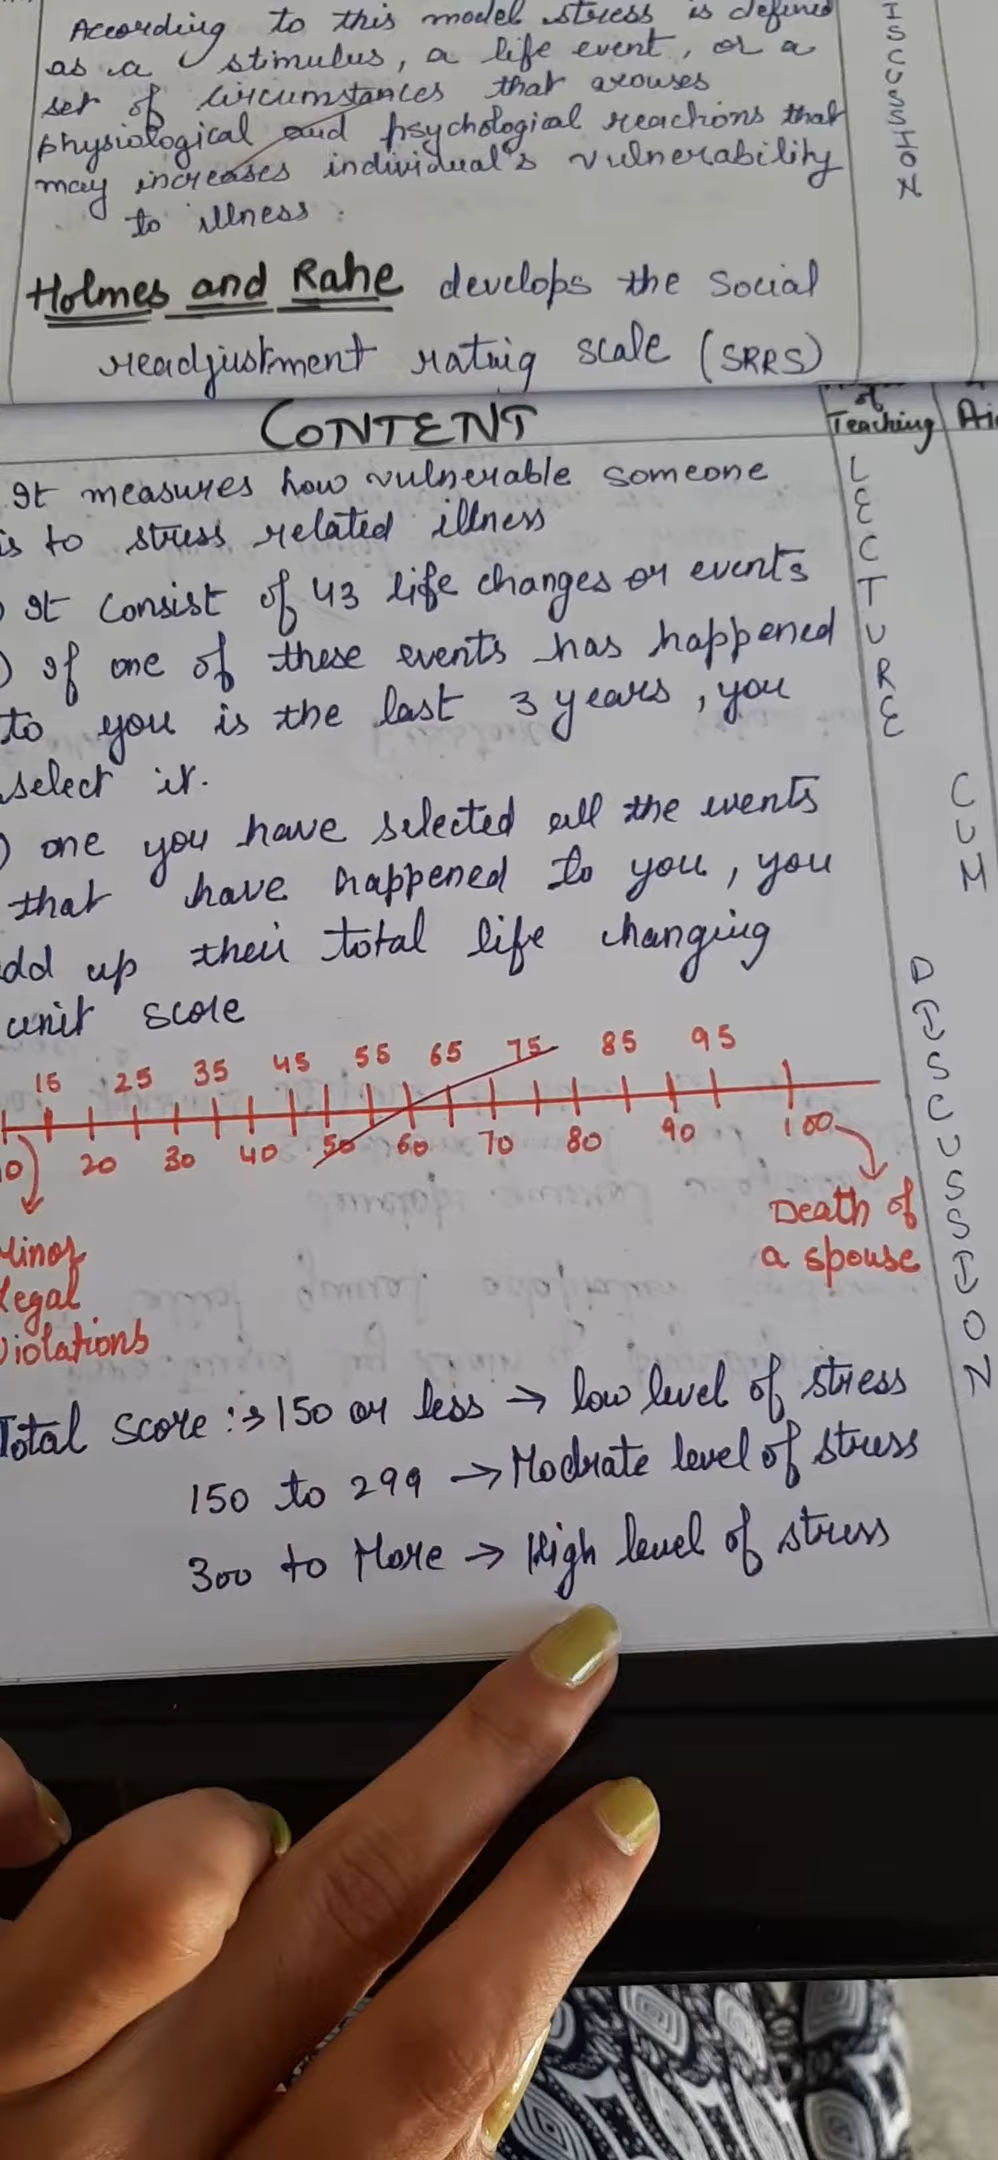 According to this model stress is defined
as a stimulus, a life event, or a
set of circumstances that arouses
physiological and psychological reactions that
may increases individual's vulnerability
to illness.
Holmes and Rahe develops the social
readjustment rating scale (SRRS)
I
S
C
U
S
S
I
O
N
CONTENT
of
Teaching
It measures how vulnerable someone
is to stress related illness
It consist of 43 life changes or events
) If one of these events has happened
to you is the last 3 years, you
select it.
) one you have selected all the events
that have happened to you, you
dd up their total life changing
unit score
L
E
C
T
U
R
E
C
U
M
D
I
S
C
U
S
S
I
O
N
15 25 35 45 55 65 75 85 95
10 20 30 40 50 60 70 80 90 100
Minor
Legal
Violations
Death of
a spouse
Total Score :→ 150 or less → low level of stress
150 to 299 → Modrate level of stress
300 to More → High level of stress